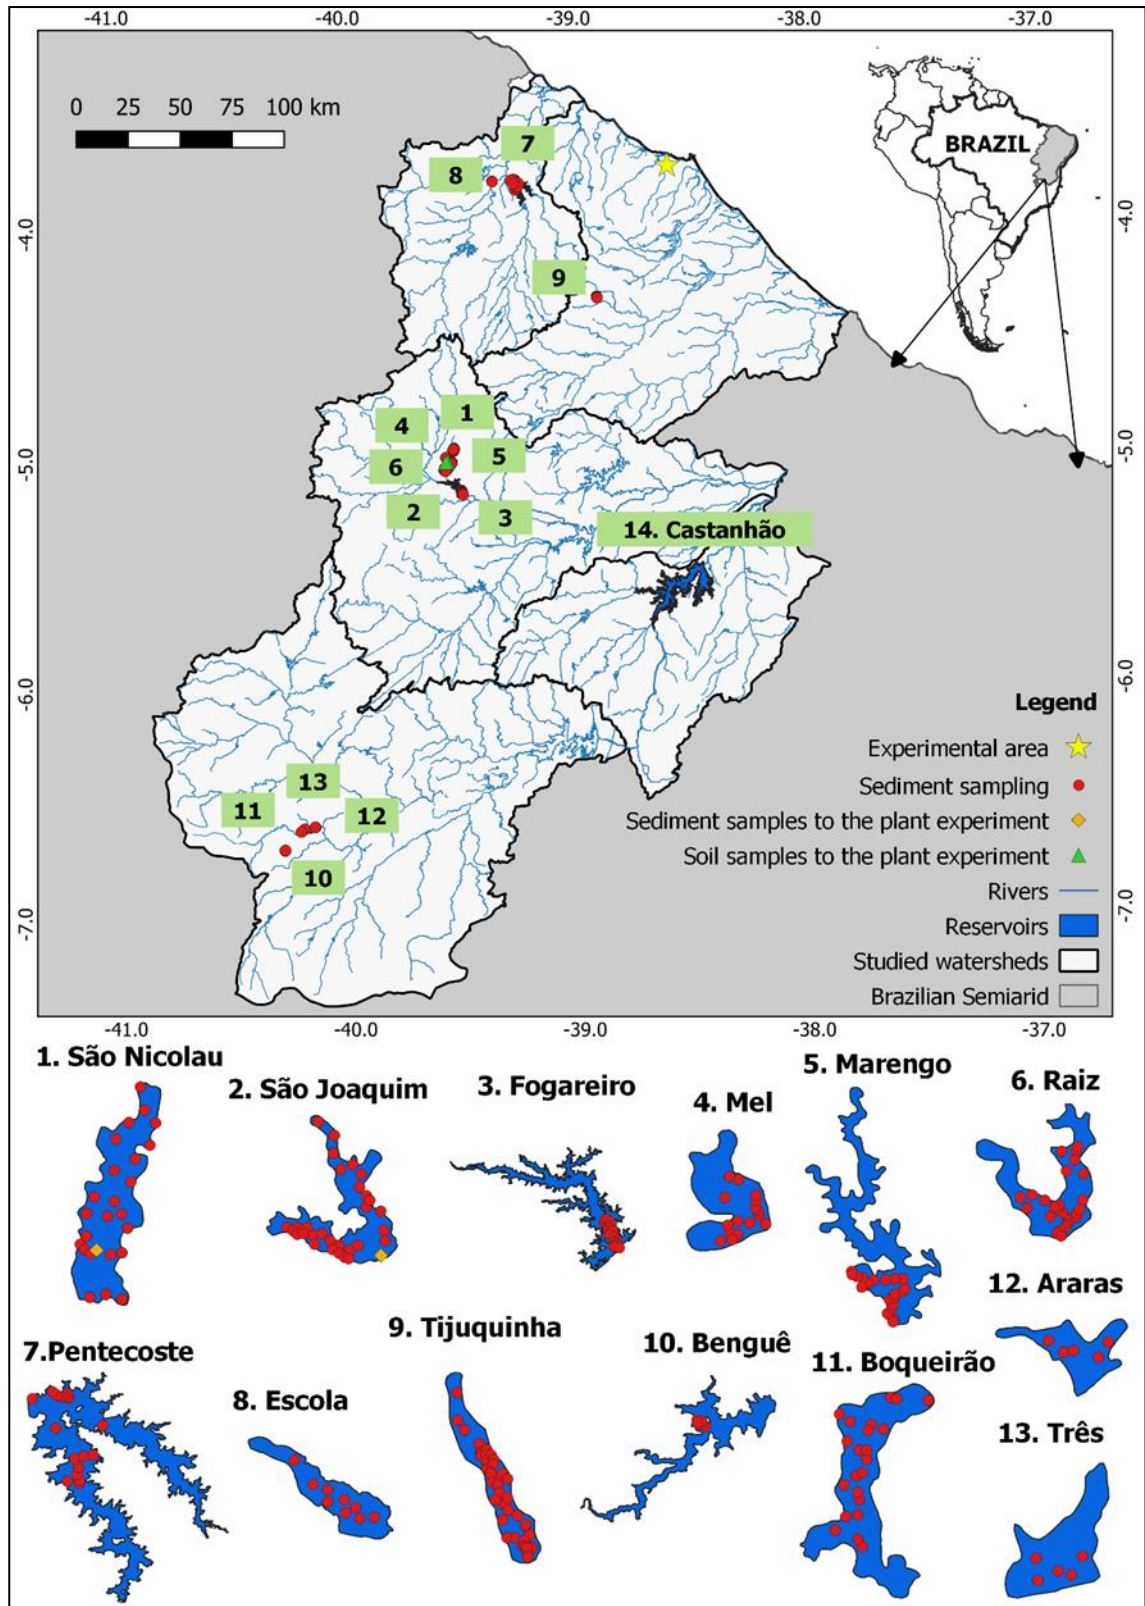 -41.0 -40.0 -39.0 -38.0 -37.0
0 25 50 75 100 km
BRAZIL
7
8
-4.0 -4.0
9
1
4
5
6
-5.0 -5.0
2
3
14. Castanhão
-6.0 -6.0
Legend
Experimental area
Sediment sampling
Sediment samples to the plant experiment
Soil samples to the plant experiment
Rivers
Reservoirs
Studied watersheds
Brazilian Semiarid
13
11
12
10
-7.0 -7.0
-41.0 -40.0 -39.0 -38.0 -37.0
1. São Nicolau
2. São Joaquim
3. Fogareiro
4. Mel
5. Marengo
6. Raiz
7.Pentecoste
8. Escola
9. Tijuquinha
10. Benguê
11. Boqueirão
12. Araras
13. Três